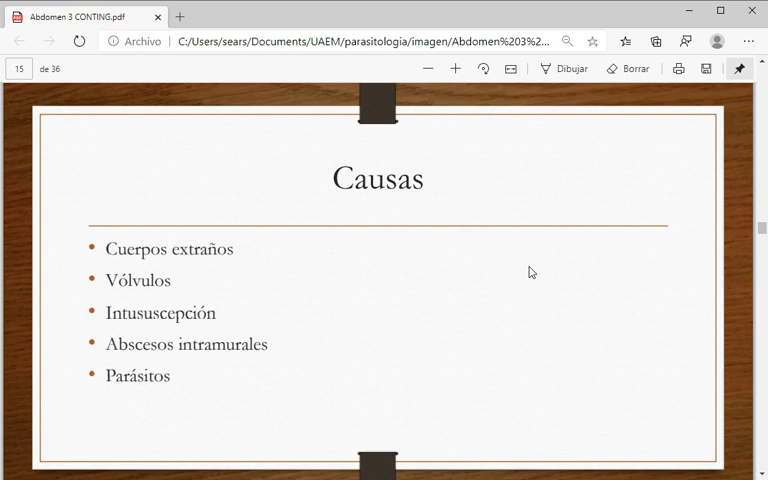 Abdomen 3 CONTING.pdf
Archivo
C:/Users/sears/Documents/UAEM/parasitologia/imagen/Abdomen%203%2...
15 de 36
Dibujar
Borrar
Causas
• Cuerpos extraños
• Vólvulos
• Intususcepción
• Abscesos intramurales
• Parásitos